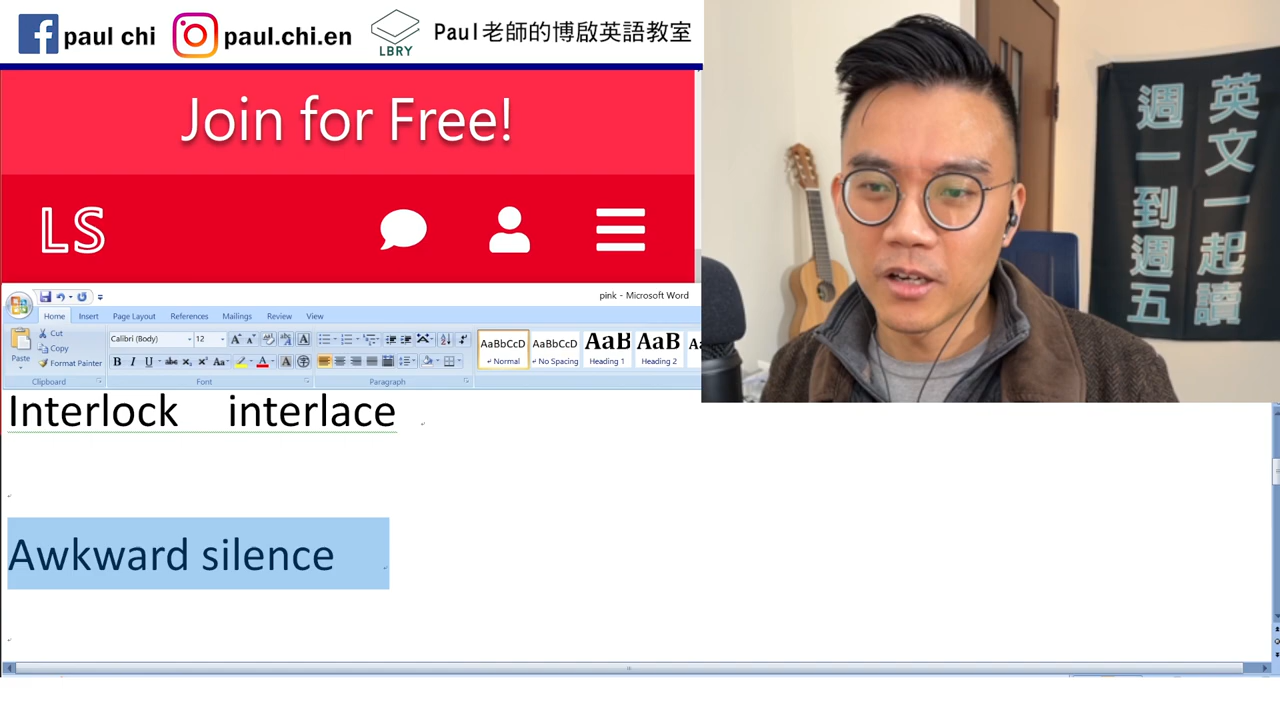 paul chi
paul.chi.en
LBRY
Paul老師的博啟英語教室
Join for Free!
LS
pink - Microsoft Word
Home Insert Page Layout References Mailings Review View
Paste
Cut
Copy
Format Painter
Clipboard
Calibri (Body) 12
Font
Paragraph
AaBbCcD AaBbCcD AaBb AaBb
Normal No Spacing Heading 1 Heading 2
Interlock interlace
Awkward silence
英文一起讀
週一到週五